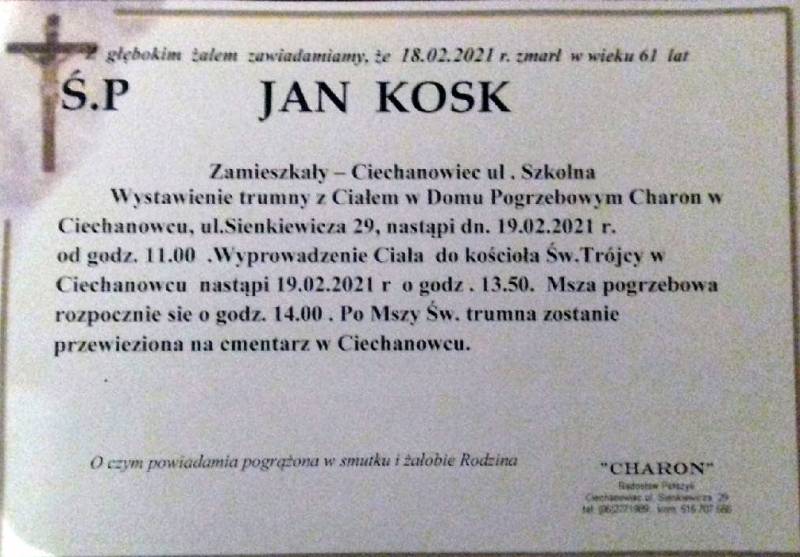 Z głębokim żalem zawiadamiamy, że 18.02.2021 r. zmarł w wieku 61 lat
Ś.P JAN KOSK
Zamieszkały – Ciechanowiec ul . Szkolna
Wystawienie trumny z Ciałem w Domu Pogrzebowym Charon w
Ciechanowcu, ul.Sienkiewicza 29, nastąpi dn. 19.02.2021 r.
od godz. 11.00 .Wyprowadzenie Ciała do kościoła Św.Trójcy w
Ciechanowcu nastąpi 19.02.2021 r o godz . 13.50. Msza pogrzebowa
rozpocznie sie o godz. 14.00 . Po Mszy Św. trumna zostanie
przewieziona na cmentarz w Ciechanowcu.
O czym powiadamia pogrążona w smutku i żałobie Rodzina
"CHARON"
Radosław
Ciechanowiec ul. Sienkiewicza 29
tel. kom.